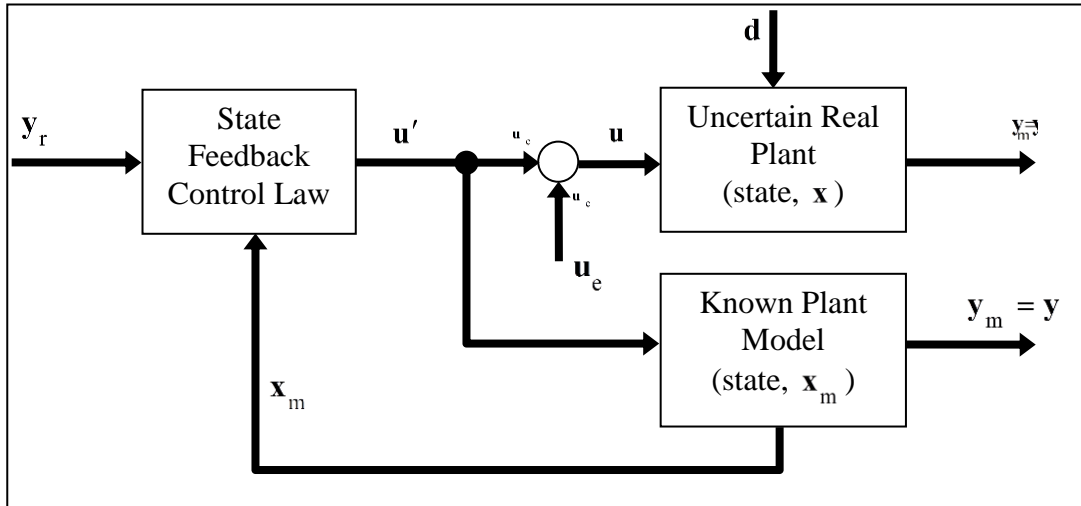 d
State
Feedback
Control Law
Uncertain Real
Plant
(state, x)
y_r
u′
u
u_e
Known Plant
Model
(state, x_m)
y_m = y
x_m